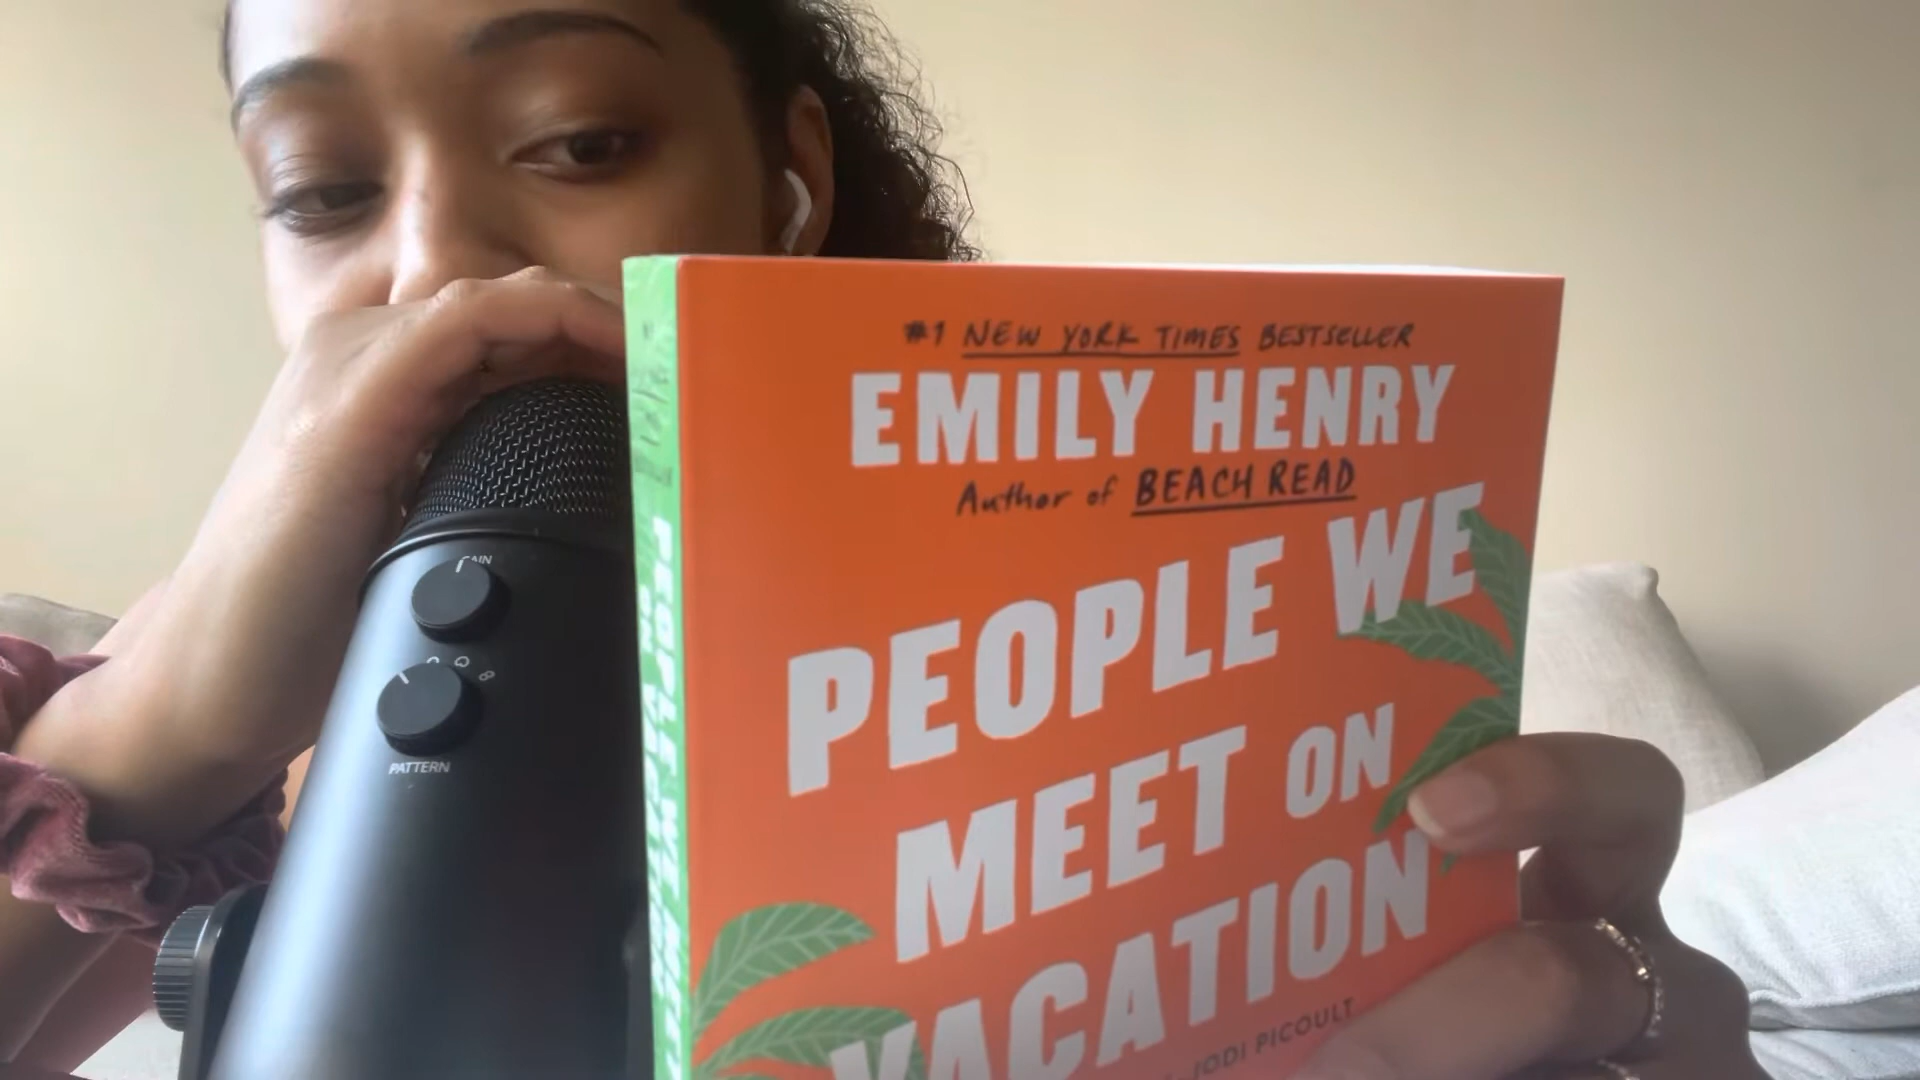 #1 NEW YORK TIMES BESTSELLER
EMILY HENRY
Author of BEACH READ
PEOPLE WE
MEET ON
VACATION
JODI PICOULT
PATTERN